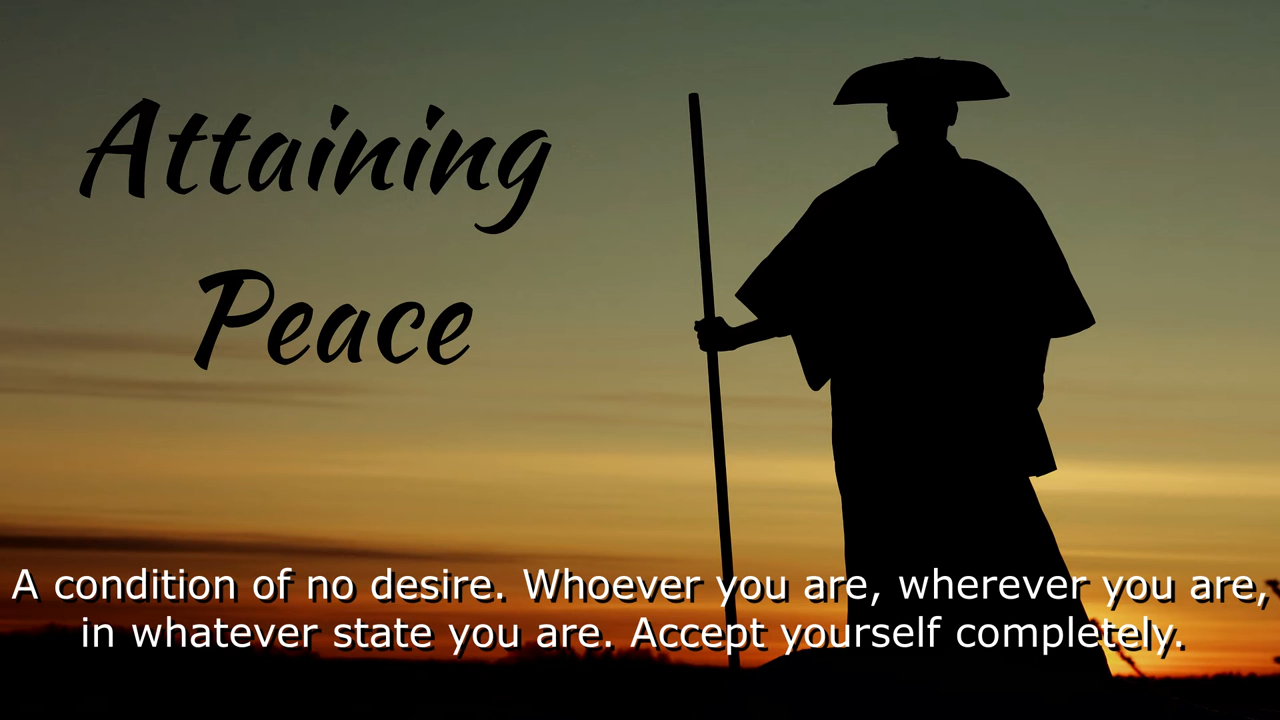 Attaining
Peace
A condition of no desire. Whoever you are, wherever you are,
in whatever state you are. Accept yourself completely.